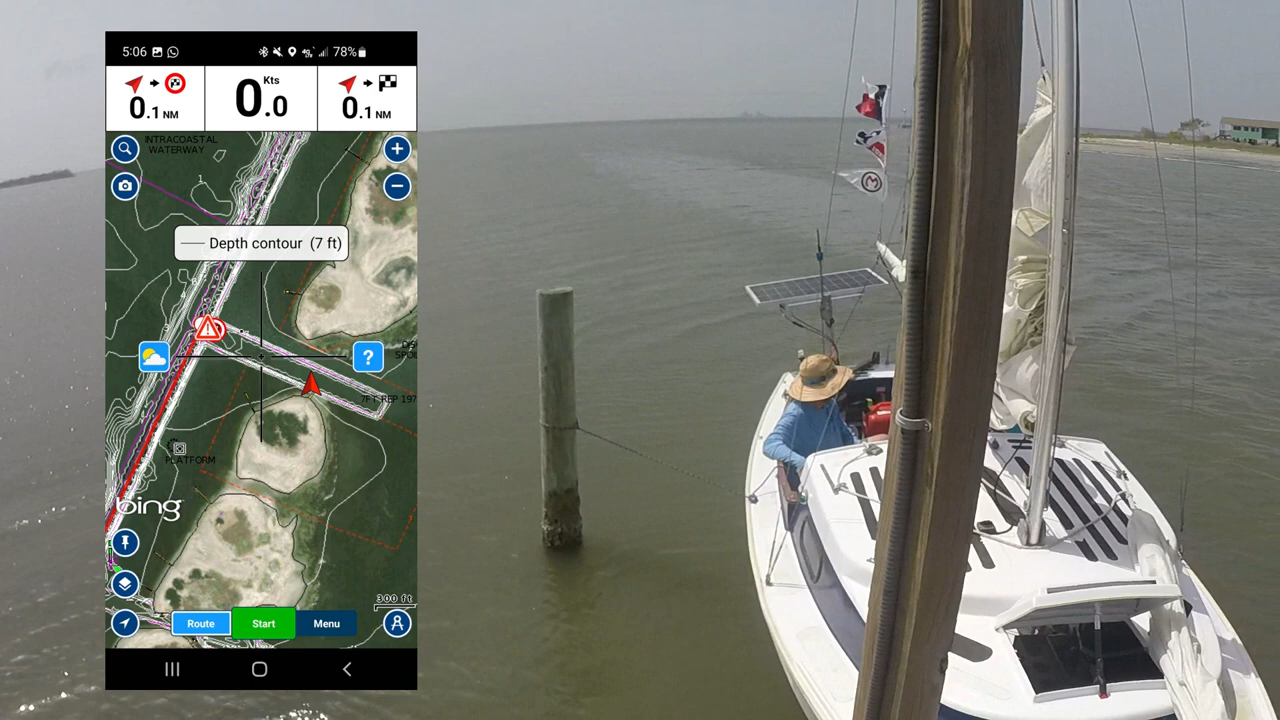 5:06 78%
Kts
0.1 NM
0.0
0.1 NM
INTRACOASTAL
WATERWAY
1
Depth contour (7 ft)
?
7FT REP 197
PLATFORM
bing
300 ft
Route Start Menu